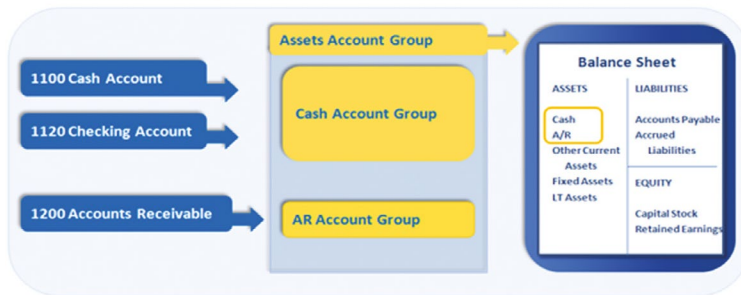 1100 Cash Account
1120 Checking Account
1200 Accounts Receivable
Assets Account Group
Cash Account Group
AR Account Group
Balance Sheet
ASSETS
Cash
A/R
Other Current
Assets
Fixed Assets
LT Assets
LIABILITIES
Accounts Payable
Accrued
Liabilities
EQUITY
Capital Stock
Retained Earnings